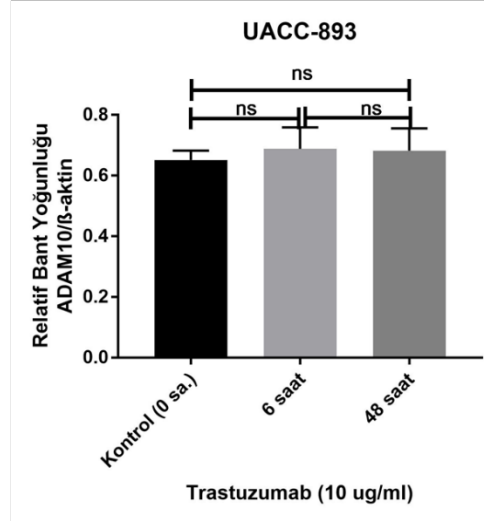 UACC-893
ns
ns
ns
0.8
0.6
0.4
0.2
0.0
Relatif Bant Yoğunluğu
ADAM10/ß-aktin
Kontrol (0 sa.)
6 saat
48 saat
Trastuzumab (10 ug/ml)